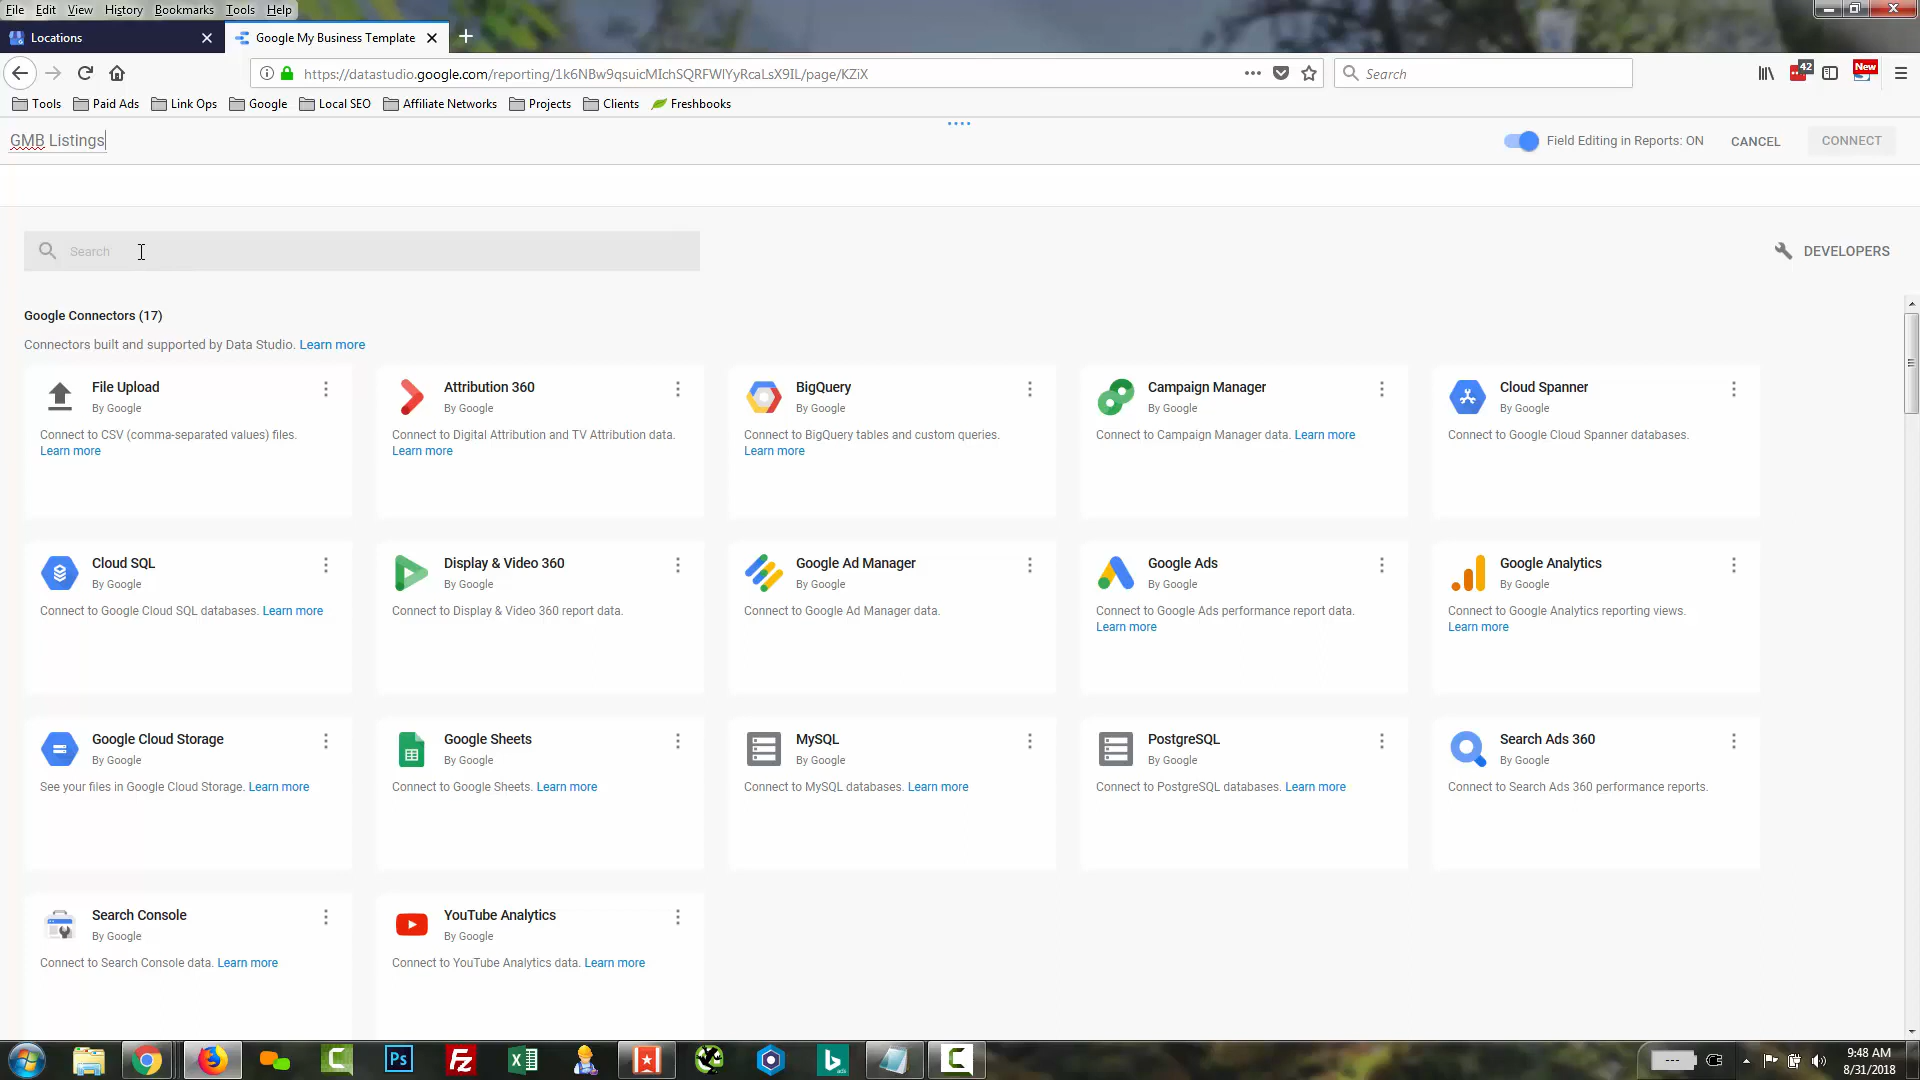 File Edit View History Bookmarks Tools Help
Locations
Google My Business Template
https://datastudio.google.com/reporting/1k6NBw9qsuicMIchSQRFWlYyRcaLsX9IL/page/KZiX
Search
42
New
Tools Paid Ads Link Ops Google Local SEO Affiliate Networks Projects Clients Freshbooks
GMB Listings
Field Editing in Reports: ON CANCEL CONNECT
Search
DEVELOPERS
Google Connectors (17)
Connectors built and supported by Data Studio. Learn more
File Upload
By Google
Connect to CSV (comma-separated values) files.
Learn more
Attribution 360
By Google
Connect to Digital Attribution and TV Attribution data.
Learn more
BigQuery
By Google
Connect to BigQuery tables and custom queries.
Learn more
Campaign Manager
By Google
Connect to Campaign Manager data. Learn more
Cloud Spanner
By Google
Connect to Google Cloud Spanner databases.
Cloud SQL
By Google
Connect to Google Cloud SQL databases. Learn more
Display & Video 360
By Google
Connect to Display & Video 360 report data.
Google Ad Manager
By Google
Connect to Google Ad Manager data.
Google Ads
By Google
Connect to Google Ads performance report data.
Learn more
Google Analytics
By Google
Connect to Google Analytics reporting views.
Learn more
Google Cloud Storage
By Google
See your files in Google Cloud Storage. Learn more
Google Sheets
By Google
Connect to Google Sheets. Learn more
MySQL
By Google
Connect to MySQL databases. Learn more
PostgreSQL
By Google
Connect to PostgreSQL databases. Learn more
Search Ads 360
By Google
Connect to Search Ads 360 performance reports.
Search Console
By Google
Connect to Search Console data. Learn more
YouTube Analytics
By Google
Connect to YouTube Analytics data. Learn more
Ps
Fz
b
ads
9:48 AM
8/31/2018